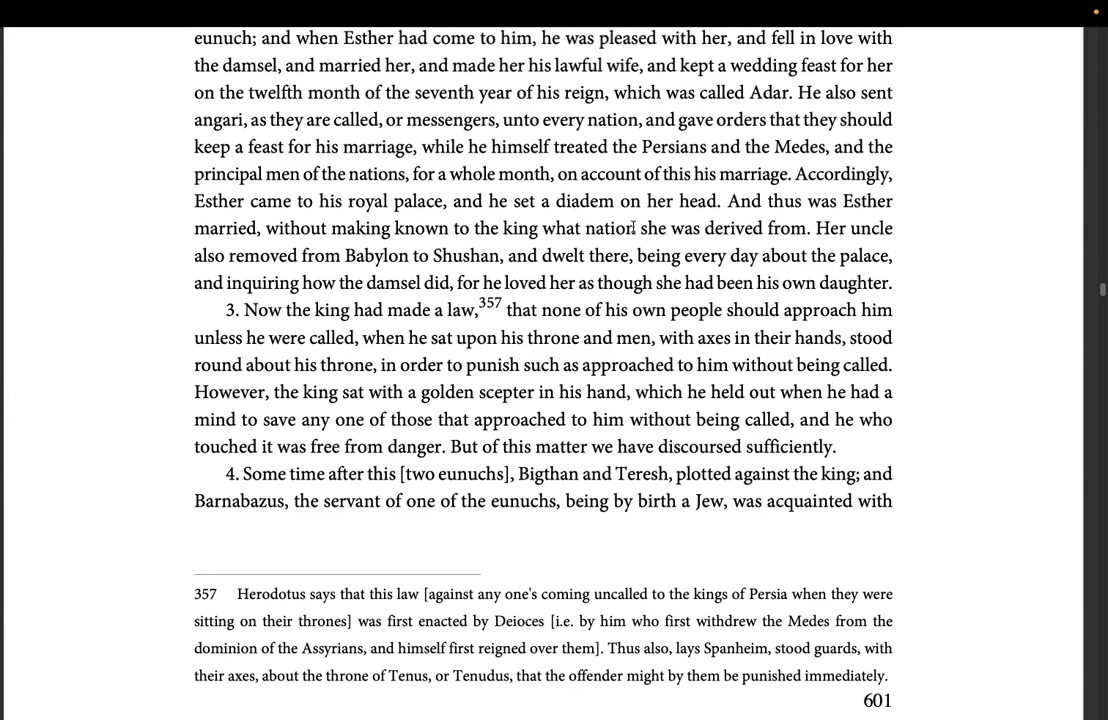 eunuch; and when Esther had come to him, he was pleased with her, and fell in love with
the damsel, and married her, and made her his lawful wife, and kept a wedding feast for her
on the twelfth month of the seventh year of his reign, which was called Adar. He also sent
angari, as they are called, or messengers, unto every nation, and gave orders that they should
keep a feast for his marriage, while he himself treated the Persians and the Medes, and the
principal men of the nations, for a whole month, on account of this his marriage. Accordingly,
Esther came to his royal palace, and he set a diadem on her head. And thus was Esther
married, without making known to the king what nation she was derived from. Her uncle
also removed from Babylon to Shushan, and dwelt there, being every day about the palace,
and inquiring how the damsel did, for he loved her as though she had been his own daughter.
3. Now the king had made a law,357 that none of his own people should approach him
unless he were called, when he sat upon his throne and men, with axes in their hands, stood
round about his throne, in order to punish such as approached to him without being called.
However, the king sat with a golden scepter in his hand, which he held out when he had a
mind to save any one of those that approached to him without being called, and he who
touched it was free from danger. But of this matter we have discoursed sufficiently.
4. Some time after this [two eunuchs], Bigthan and Teresh, plotted against the king; and
Barnabazus, the servant of one of the eunuchs, being by birth a Jew, was acquainted with
357 Herodotus says that this law [against any one's coming uncalled to the kings of Persia when they were
sitting on their thrones] was first enacted by Deioces [i.e. by him who first withdrew the Medes from the
dominion of the Assyrians, and himself first reigned over them]. Thus also, lays Spanheim, stood guards, with
their axes, about the throne of Tenus, or Tenudus, that the offender might by them be punished immediately.
601